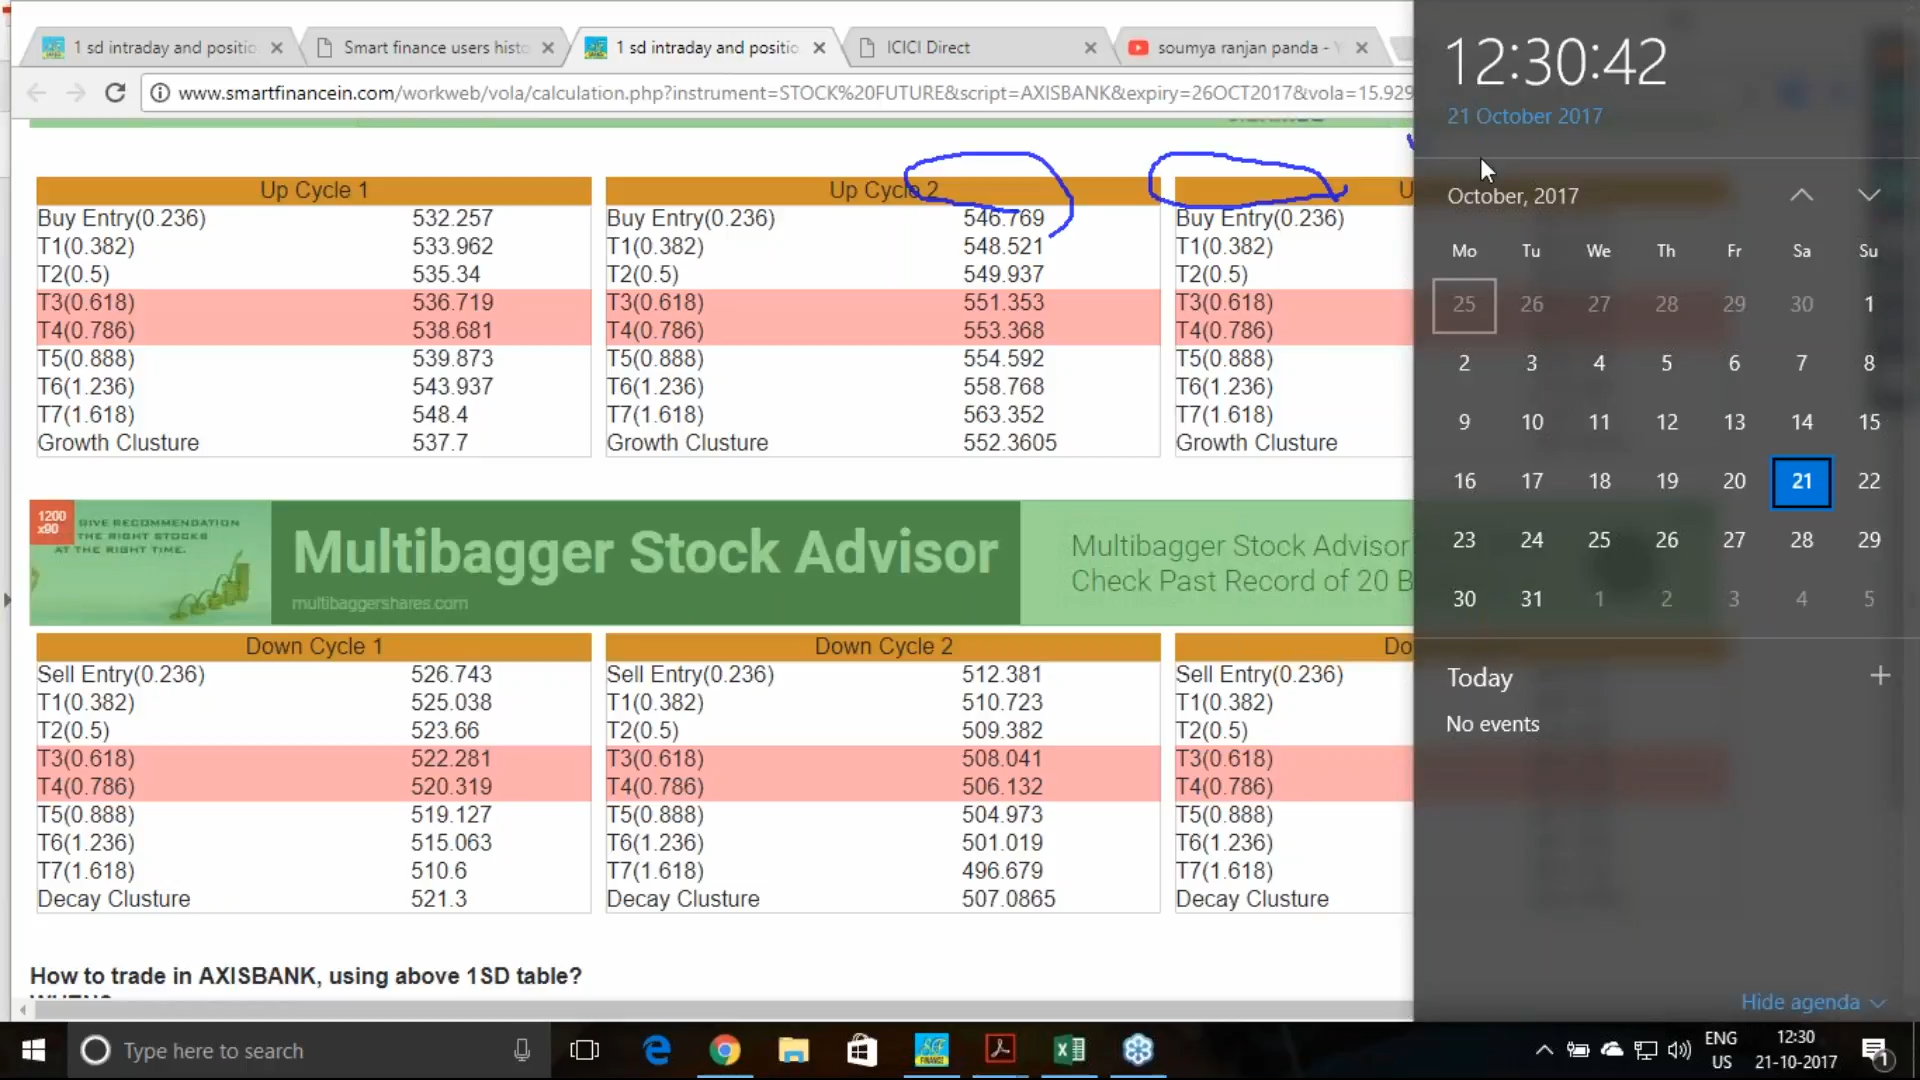 1 sd intraday and positio
Smart finance users histo
1 sd intraday and positio
ICICI Direct
soumya ranjan panda -
www.smartfinancein.com/workweb/vola/calculation.php?instrument=STOCK%20FUTURE&script=AXISBANK&expiry=26OCT2017&vola=15.929
Up Cycle 1
Buy Entry(0.236) 532.257
T1(0.382) 533.962
T2(0.5) 535.34
T3(0.618) 536.719
T4(0.786) 538.681
T5(0.888) 539.873
T6(1.236) 543.937
T7(1.618) 548.4
Growth Clusture 537.7
Up Cycle 2
Buy Entry(0.236) 546.769
T1(0.382) 548.521
T2(0.5) 549.937
T3(0.618) 551.353
T4(0.786) 553.368
T5(0.888) 554.592
T6(1.236) 558.768
T7(1.618) 563.352
Growth Clusture 552.3605
U
Buy Entry(0.236)
T1(0.382)
T2(0.5)
T3(0.618)
T4(0.786)
T5(0.888)
T6(1.236)
T7(1.618)
Growth Clusture
1200
x90
GIVE RECOMMENDATION
THE RIGHT STOCKS
AT THE RIGHT TIME.
Multibagger Stock Advisor
multibaggershares.com
Multibagger Stock Advisor
Check Past Record of 20 B
Down Cycle 1
Sell Entry(0.236) 526.743
T1(0.382) 525.038
T2(0.5) 523.66
T3(0.618) 522.281
T4(0.786) 520.319
T5(0.888) 519.127
T6(1.236) 515.063
T7(1.618) 510.6
Decay Clusture 521.3
Down Cycle 2
Sell Entry(0.236) 512.381
T1(0.382) 510.723
T2(0.5) 509.382
T3(0.618) 508.041
T4(0.786) 506.132
T5(0.888) 504.973
T6(1.236) 501.019
T7(1.618) 496.679
Decay Clusture 507.0865
Do
Sell Entry(0.236)
T1(0.382)
T2(0.5)
T3(0.618)
T4(0.786)
T5(0.888)
T6(1.236)
T7(1.618)
Decay Clusture
How to trade in AXISBANK, using above 1SD table?
12:30:42
21 October 2017
October, 2017
Mo Tu We Th Fr Sa Su
25 26 27 28 29 30 1
2 3 4 5 6 7 8
9 10 11 12 13 14 15
16 17 18 19 20 21 22
23 24 25 26 27 28 29
30 31 1 2 3 4 5
Today
No events
Hide agenda
Type here to search
SF
FINANCE
ENG
US
12:30
21-10-2017
1